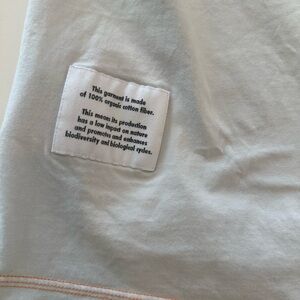 This garment is made
of 100% organic cotton fiber.
This means its production
has a low impact on nature
and promotes and enhances
biodiversity and biological cycles.